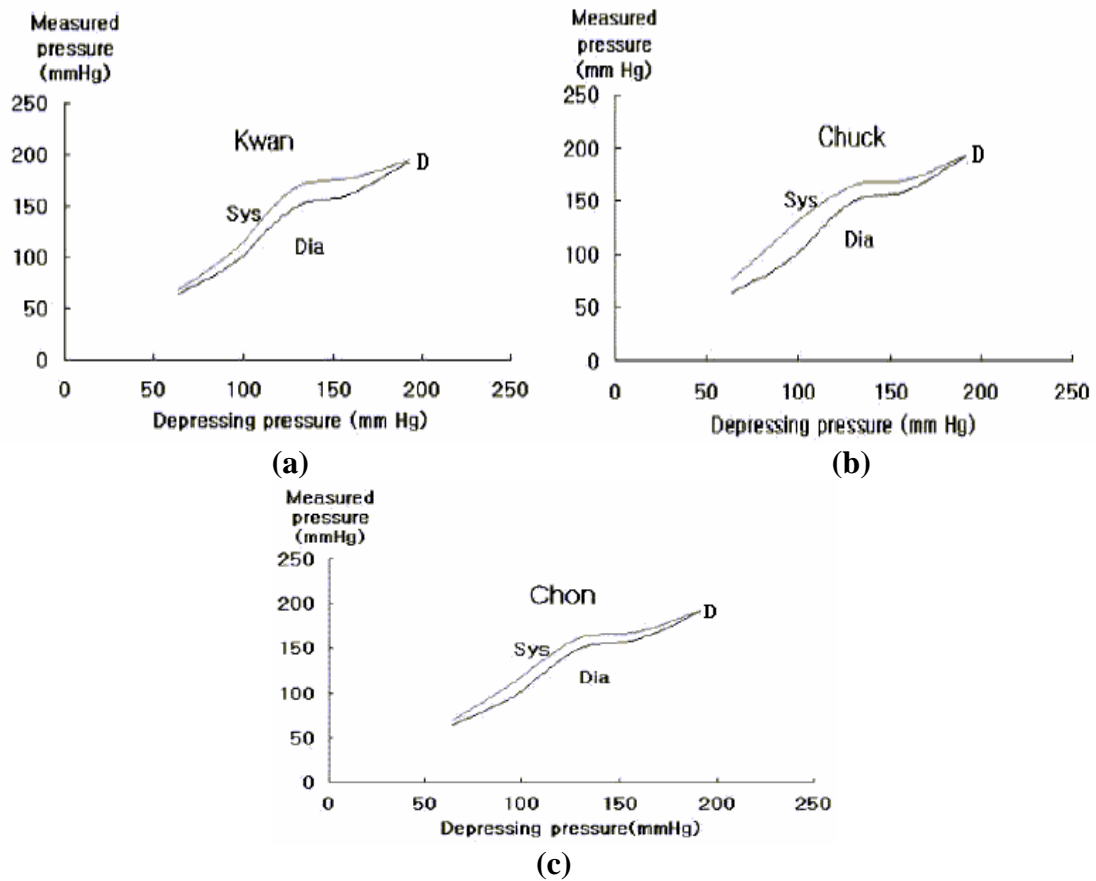 Measured
pressure
(mmHg)
250
200
150
100
50
0
Kwan
Sys
Dia
D
0 50 100 150 200 250
Depressing pressure (mm Hg)
(a)
Measured
pressure
(mm Hg)
250
200
150
100
50
0
Chuck
Sys
Dia
D
0 50 100 150 200 250
Depressing pressure (mm Hg)
(b)
Measured
pressure
(mmHg)
250
200
150
100
50
0
Chon
Sys
Dia
D
0 50 100 150 200 250
Depressing pressure(mmHg)
(c)